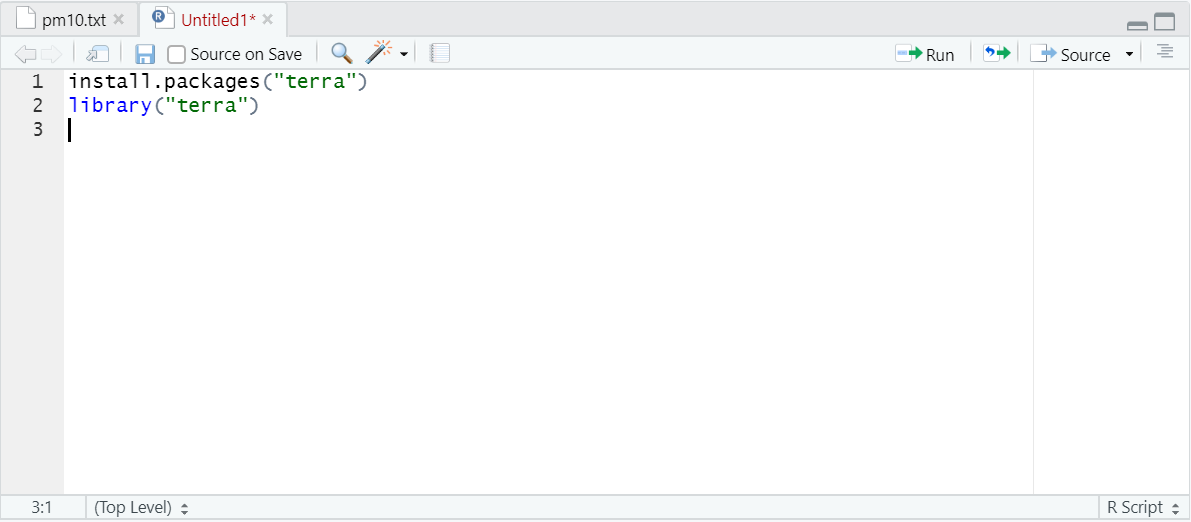 pm10.txt Untitled1*
Source on Save Run Source
1 install.packages("terra")
2 library("terra")
3
3:1 (Top Level) R Script